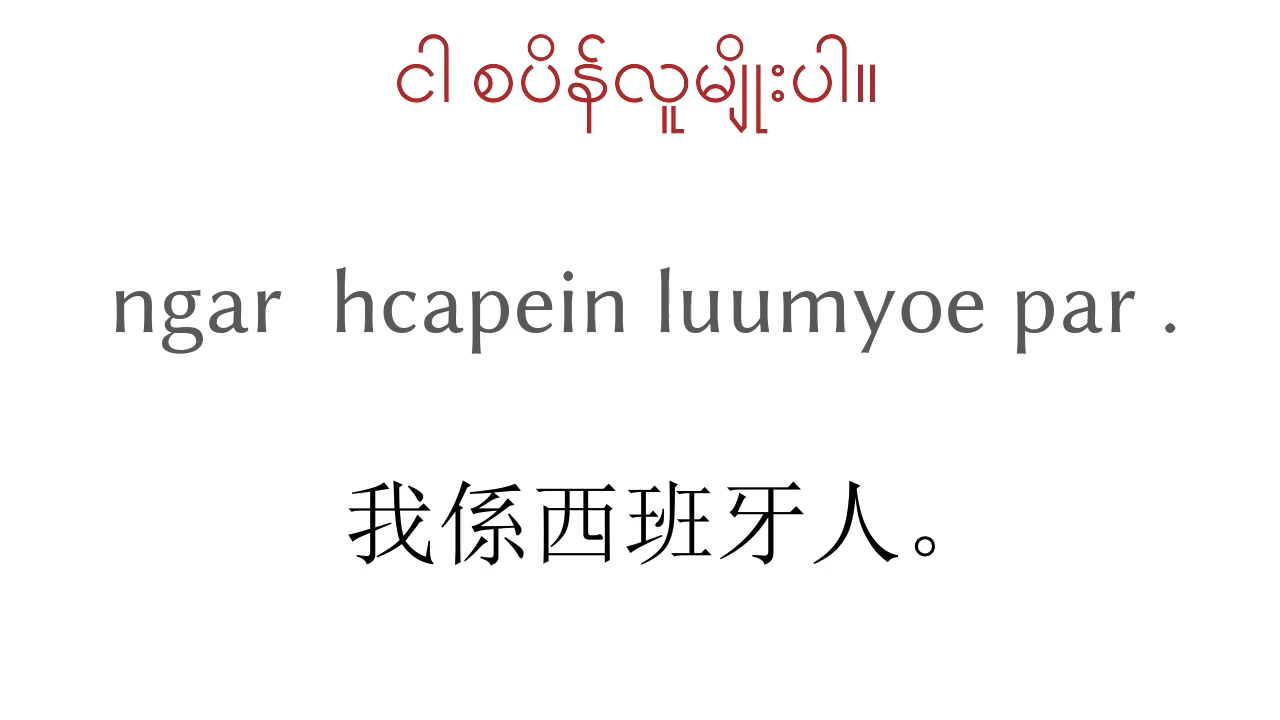 ငါ စပိန်လူမျိုးပါ။
ngar hcapein luumyoe par .
我係西班牙人。